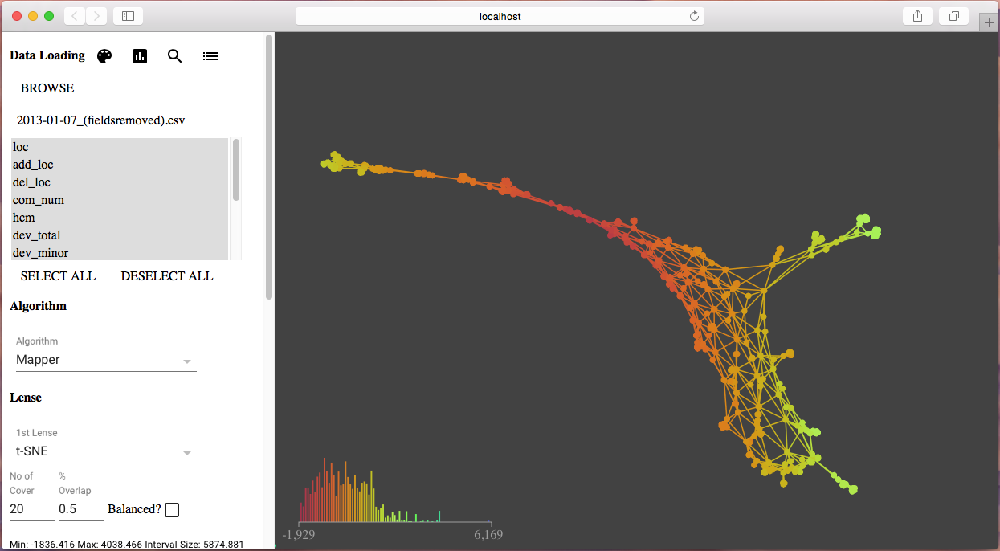 localhost
Data Loading
BROWSE
2013-01-07_(fieldsremoved).csv
loc
add_loc
del_loc
com_num
hcm
dev_total
dev_minor
SELECT ALL DESELECT ALL
Algorithm
Algorithm
Mapper
Lense
1st Lense
t-SNE
No of Cover
% Overlap
20 0.5 Balanced?
Min: -1836.416 Max: 4038.466 Interval Size: 5874.881
-1,929 6,169